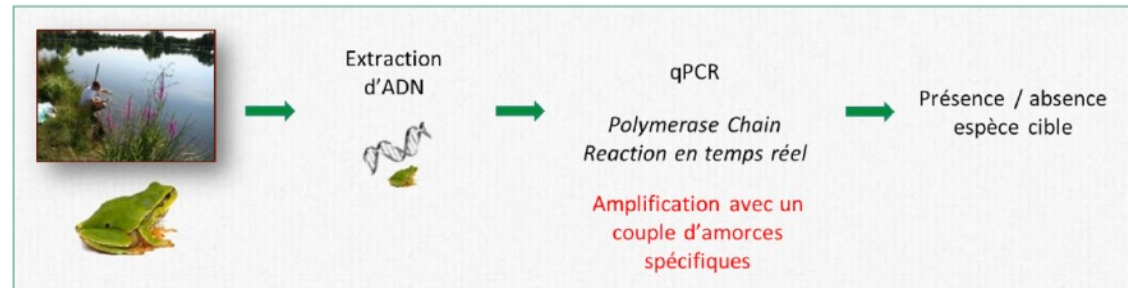 Extraction
d'ADN
qPCR
Polymerase Chain
Reaction en temps réel
Amplification avec un
couple d'amorces
spécifiques
Présence / absence
espèce cible